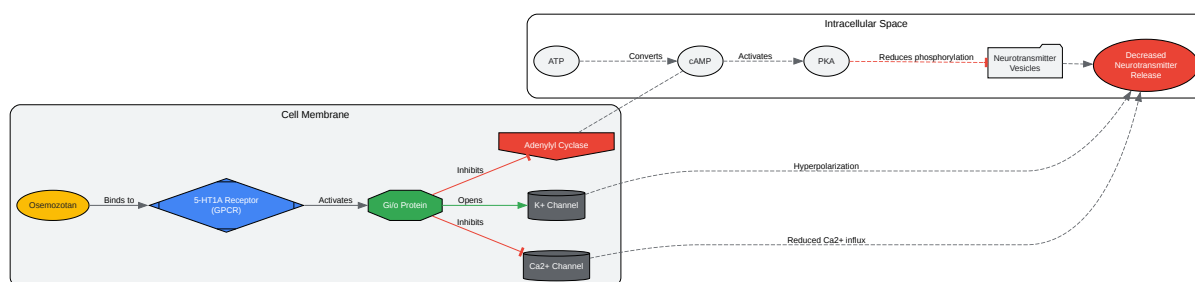 Intracellular Space
ATP
Converts
cAMP
Activates
PKA
Reduces phosphorylation
Neurotransmitter
Vesicles
Decreased
Neurotransmitter
Release
Cell Membrane
Adenylyl Cyclase
Inhibits
Hyperpolarization
Osemozotan
Binds to
5-HT1A Receptor
(GPCR)
Activates
Gi/o Protein
Opens
K+ Channel
Inhibits
Reduced Ca2+ influx
Ca2+ Channel